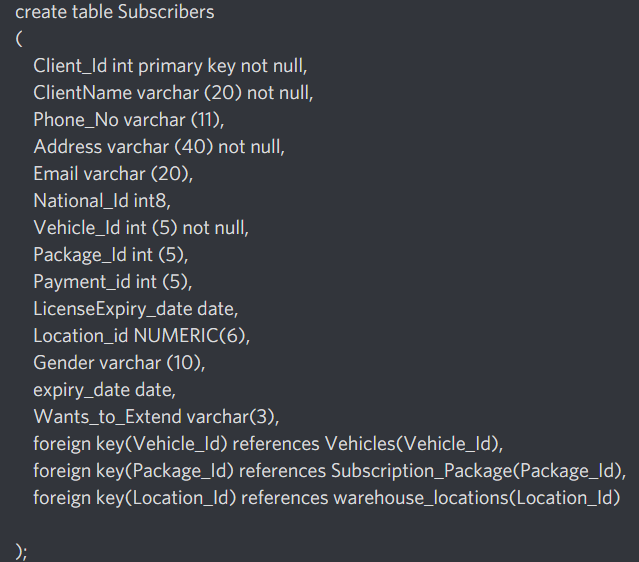 create table Subscribers
(
Client_Id int primary key not null,
ClientName varchar (20) not null,
Phone_No varchar (11),
Address varchar (40) not null,
Email varchar (20),
National_Id int8,
Vehicle_Id int (5) not null,
Package_Id int (5),
Payment_id int (5),
LicenseExpiry_date date,
Location_id NUMERIC(6),
Gender varchar (10),
expiry_date date,
Wants_to_Extend varchar(3),
foreign key(Vehicle_Id) references Vehicles(Vehicle_Id),
foreign key(Package_Id) references Subscription_Package(Package_Id),
foreign key(Location_Id) references warehouse_locations(Location_Id)
);